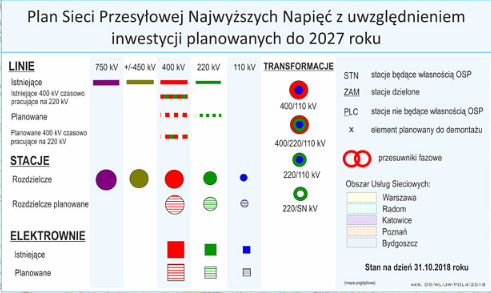 Plan Sieci Przesyłowej Najwyższych Napięć z uwzględnieniem
inwestycji planowanych do 2027 roku
LINIE
750 kV
+/-450 kV
400 kV
220 kV
110 kV
Istniejące
Istniejące 400 kV czasowo
pracujące na 220 kV
Planowane
Planowane 400 kV czasowo
pracujące na 220 kV
STACJE
Rozdzielcze
Rozdzielcze planowane
ELEKTROWNIE
Istniejące
Planowane
TRANSFORMACJE
400/110 kV
400/220/110 kV
220/110 kV
220/SN kV
STN stacje będące własnością OSP
ZAM stacje dzielone
PLC stacje nie będące własnością OSP
x element planowany do demontażu
przesuwniki fazowe
Obszar Usług Sieciowych:
Warszawa
Radom
Katowice
Poznań
Bydgoszcz
Stan na dzień 31.10.2018 roku
(mapa poglądowa)